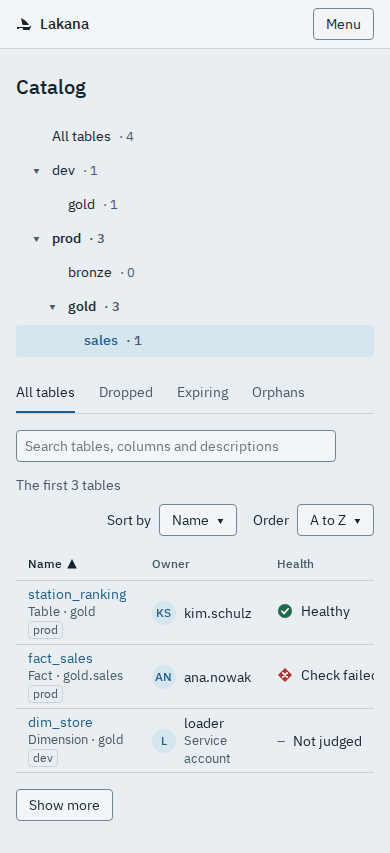 Lakana
Menu
Catalog
All tables · 4
dev · 1
gold · 1
prod · 3
bronze · 0
gold · 3
sales · 1
All tables Dropped Expiring Orphans
Search tables, columns and descriptions
The first 3 tables
Sort by Name Order A to Z
Name Owner Health
station_ranking
Table · gold
prod
KS kim.schulz
Healthy
fact_sales
Fact · gold.sales
prod
AN ana.nowak
Check failed
dim_store
Dimension · gold
dev
L
loader
Service
account
– Not judged
Show more